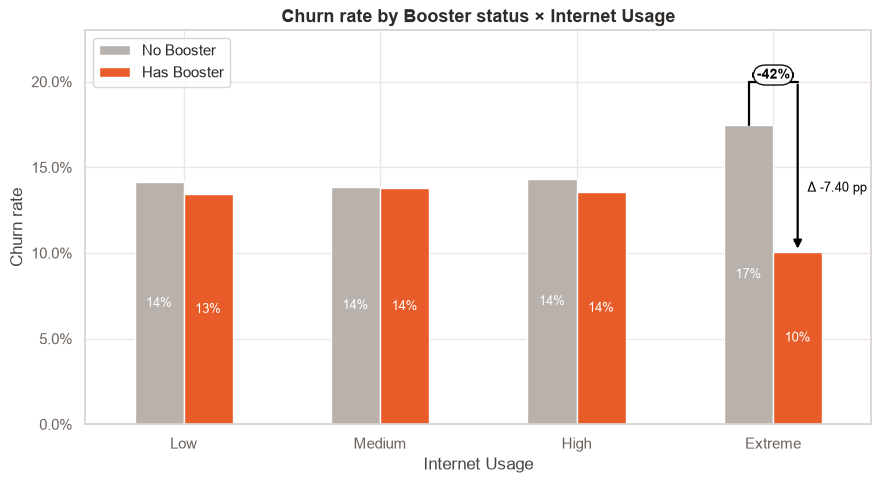 Churn rate by Booster status × Internet Usage
No Booster
Has Booster
-42%
20.0%
Δ -7.40 pp
15.0%
10.0%
5.0%
0.0%
Churn rate
14%
13%
14%
14%
14%
14%
17%
10%
Low
Medium
High
Extreme
Internet Usage